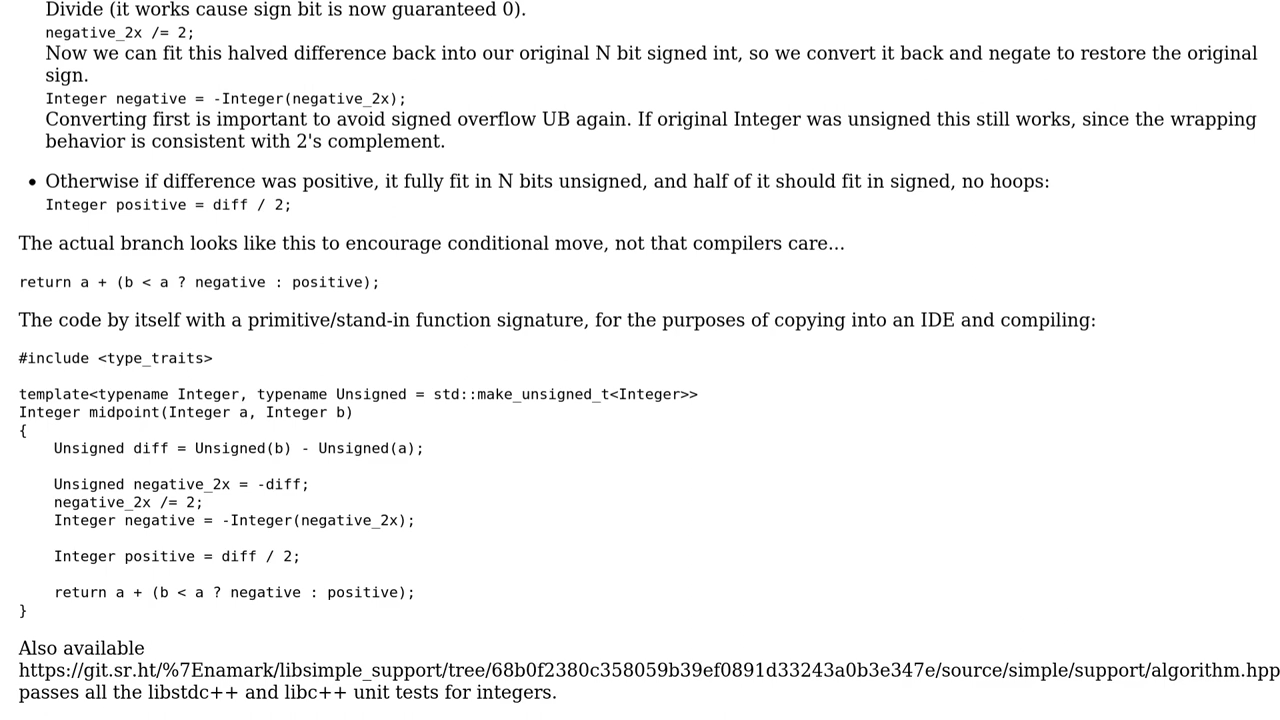 Divide (it works cause sign bit is now guaranteed 0).
negative_2x /= 2;
Now we can fit this halved difference back into our original N bit signed int, so we convert it back and negate to restore the original
sign.
Integer negative = -Integer(negative_2x);
Converting first is important to avoid signed overflow UB again. If original Integer was unsigned this still works, since the wrapping
behavior is consistent with 2's complement.
• Otherwise if difference was positive, it fully fit in N bits unsigned, and half of it should fit in signed, no hoops:
Integer positive = diff / 2;
The actual branch looks like this to encourage conditional move, not that compilers care...
return a + (b < a ? negative : positive);
The code by itself with a primitive/stand-in function signature, for the purposes of copying into an IDE and compiling:
#include <type_traits>
template<typename Integer, typename Unsigned = std::make_unsigned_t<Integer>>
Integer midpoint(Integer a, Integer b)
{
    Unsigned diff = Unsigned(b) - Unsigned(a);
    Unsigned negative_2x = -diff;
    negative_2x /= 2;
    Integer negative = -Integer(negative_2x);
    Integer positive = diff / 2;
    return a + (b < a ? negative : positive);
}
Also available
https://git.sr.ht/%7Enamark/libsimple_support/tree/68b0f2380c358059b39ef0891d33243a0b3e347e/source/simple/support/algorithm.hpp
passes all the libstdc++ and libc++ unit tests for integers.